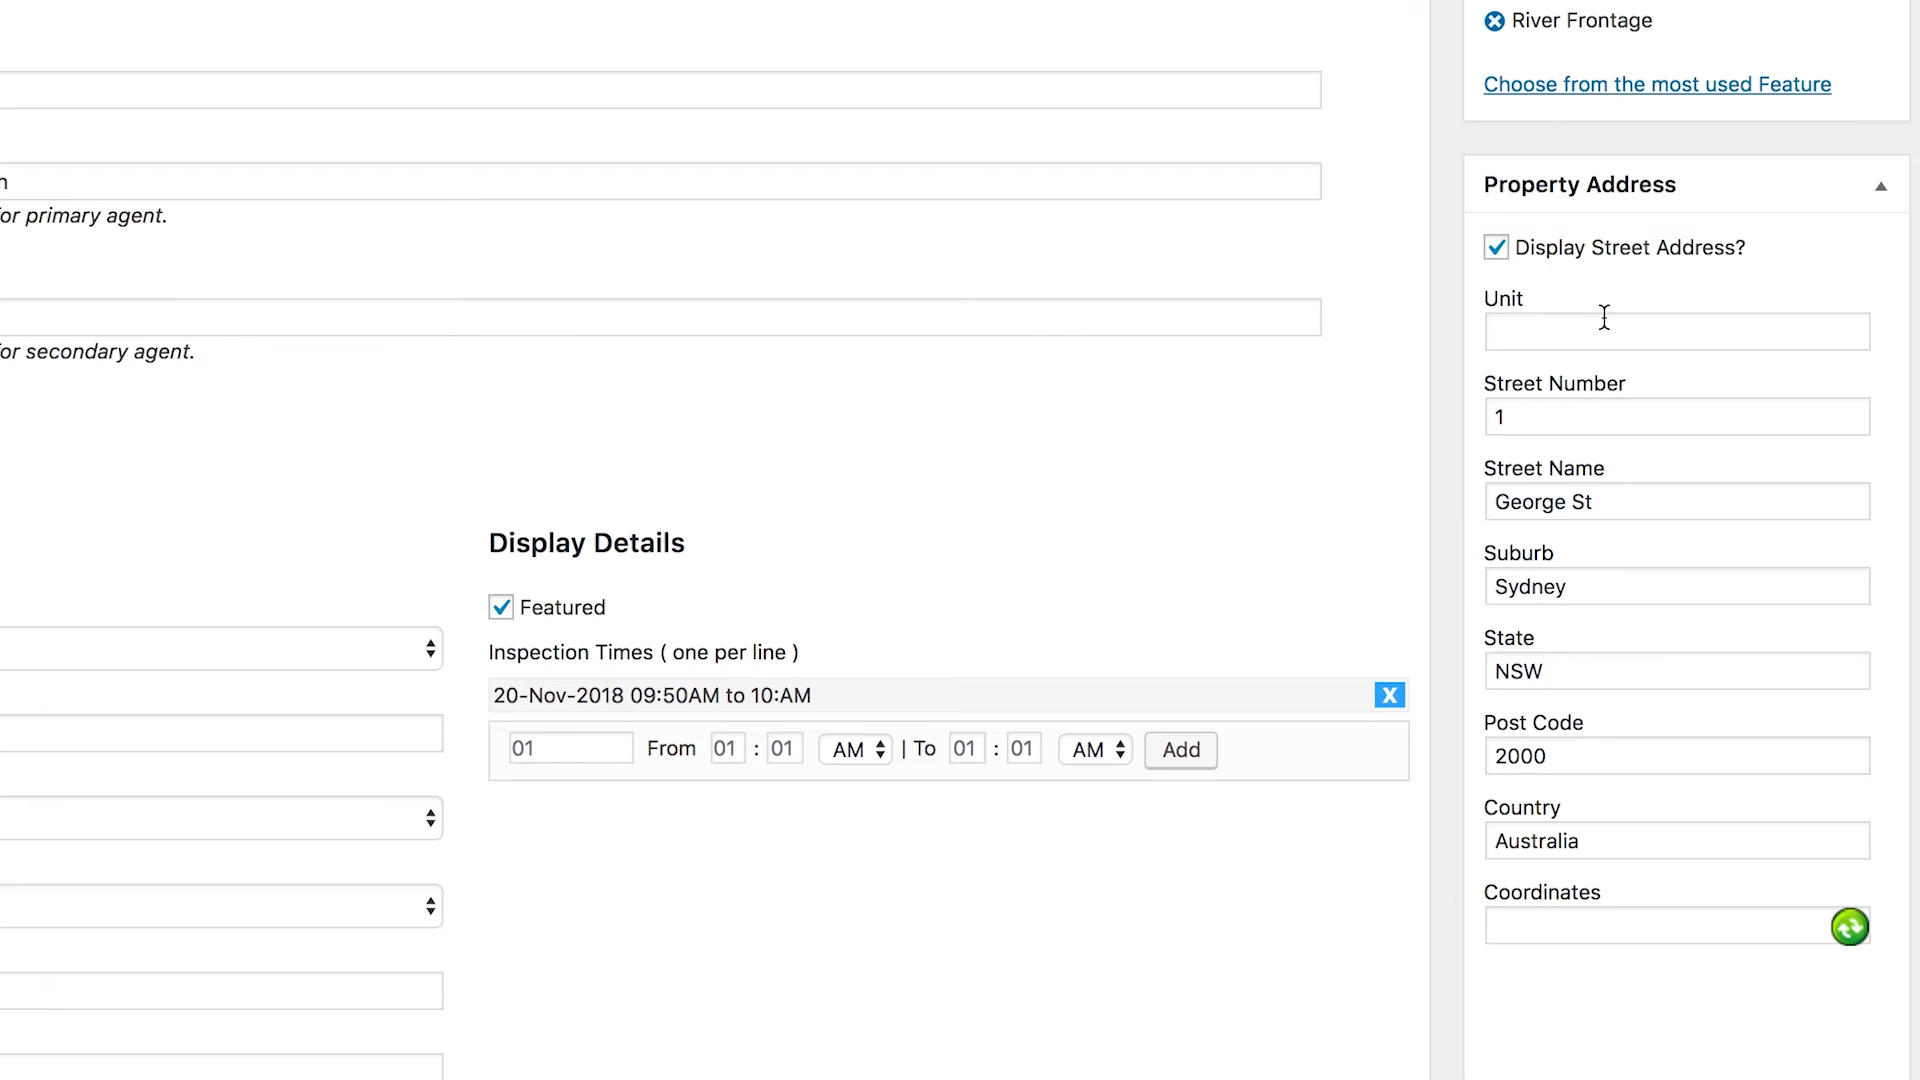 River Frontage
Choose from the most used Feature
Property Address
Display Street Address?
Unit
Street Number
1
Street Name
George St
Suburb
Sydney
State
NSW
Post Code
2000
Country
Australia
Coordinates
n
or primary agent.
or secondary agent.
Display Details
Featured
Inspection Times ( one per line )
20-Nov-2018 09:50AM to 10:AM
X
01 From 01 : 01 AM | To 01 : 01 AM Add